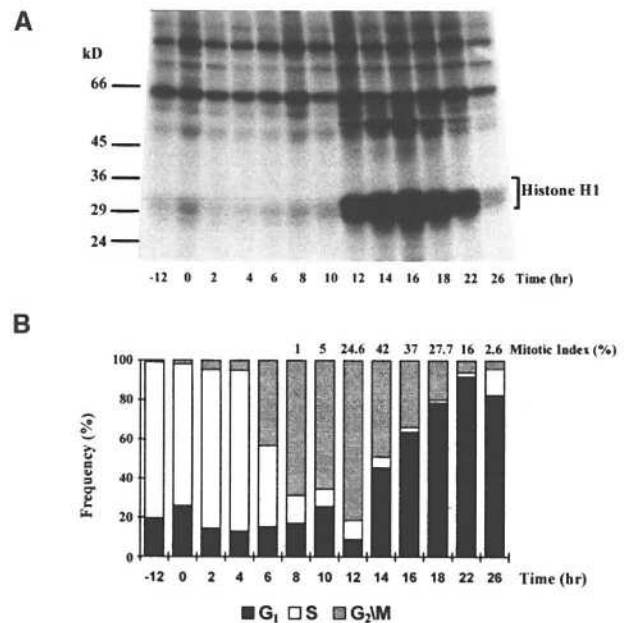 A
kD
66
45
36
29
24
Histone H1
-12 0 2 4 6 8 10 12 14 16 18 22 26 Time (hr)
B
1 5 24.6 42 37 27.7 16 2.6 Mitotic Index (%)
100
80
60
40
20
0
Frequency (%)
-12 0 2 4 6 8 10 12 14 16 18 22 26 Time (hr)
G1 S G2\M